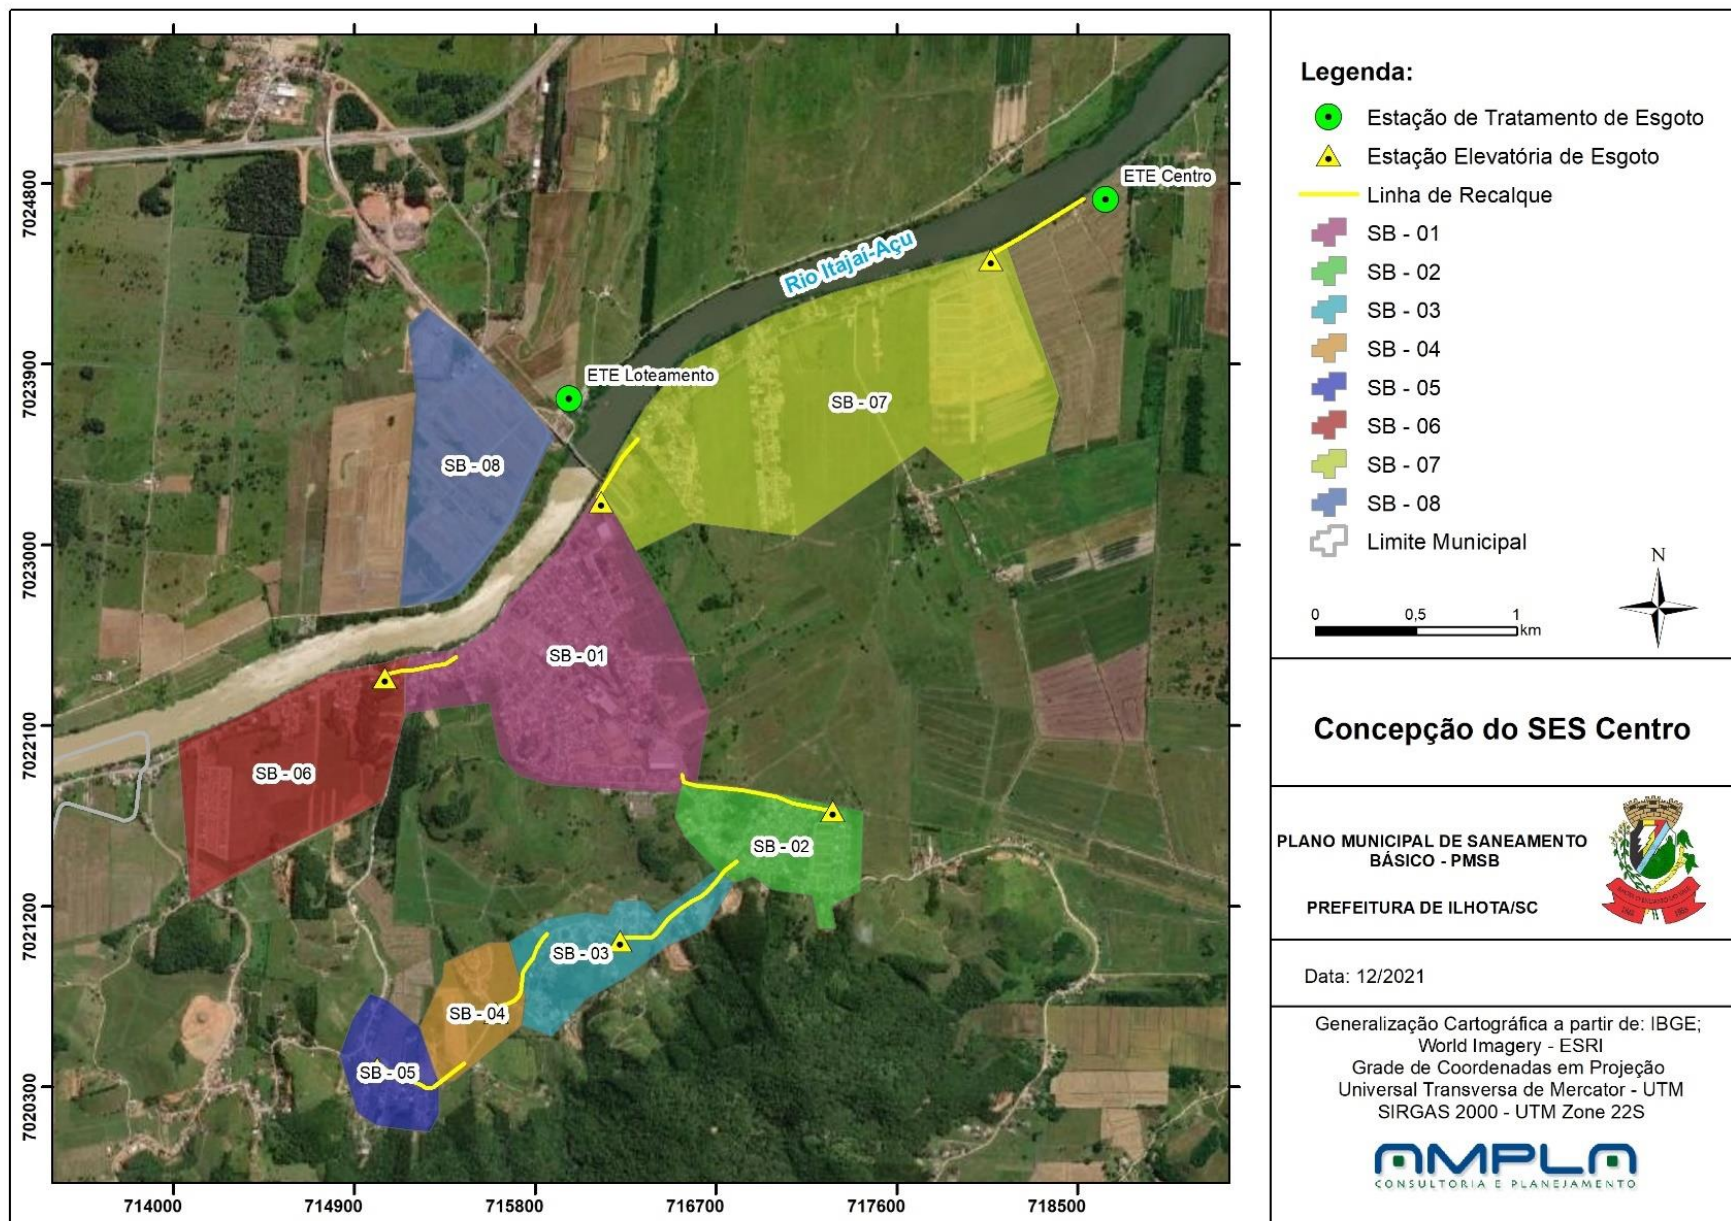 7024800
7023900
7023000
7022100
7021200
7020300
714000
714900
715800
716700
717600
718500
ETE Centro
Rio Itajaí-Açu
ETE Loteamento
SB - 07
SB - 08
SB - 01
SB - 06
SB - 02
SB - 03
SB - 04
SB - 05
Legenda:
Estação de Tratamento de Esgoto
Estação Elevatória de Esgoto
Linha de Recalque
SB - 01
SB - 02
SB - 03
SB - 04
SB - 05
SB - 06
SB - 07
SB - 08
Limite Municipal
N
0 0,5 1
km
Concepção do SES Centro
PLANO MUNICIPAL DE SANEAMENTO
BÁSICO - PMSB
PREFEITURA DE ILHOTA/SC
Data: 12/2021
Generalização Cartográfica a partir de: IBGE;
World Imagery - ESRI
Grade de Coordenadas em Projeção
Universal Transversa de Mercator - UTM
SIRGAS 2000 - UTM Zone 22S
AMPLA
CONSULTORIA E PLANEJAMENTO